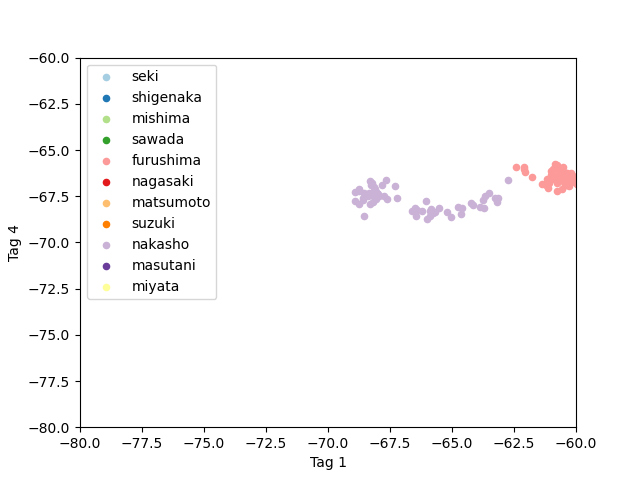 −60.0
−62.5
−65.0
−67.5
−70.0
−72.5
−75.0
−77.5
−80.0
Tag 4
seki
shigenaka
mishima
sawada
furushima
nagasaki
matsumoto
suzuki
nakasho
masutani
miyata
−80.0 −77.5 −75.0 −72.5 −70.0 −67.5 −65.0 −62.5 −60.0
Tag 1